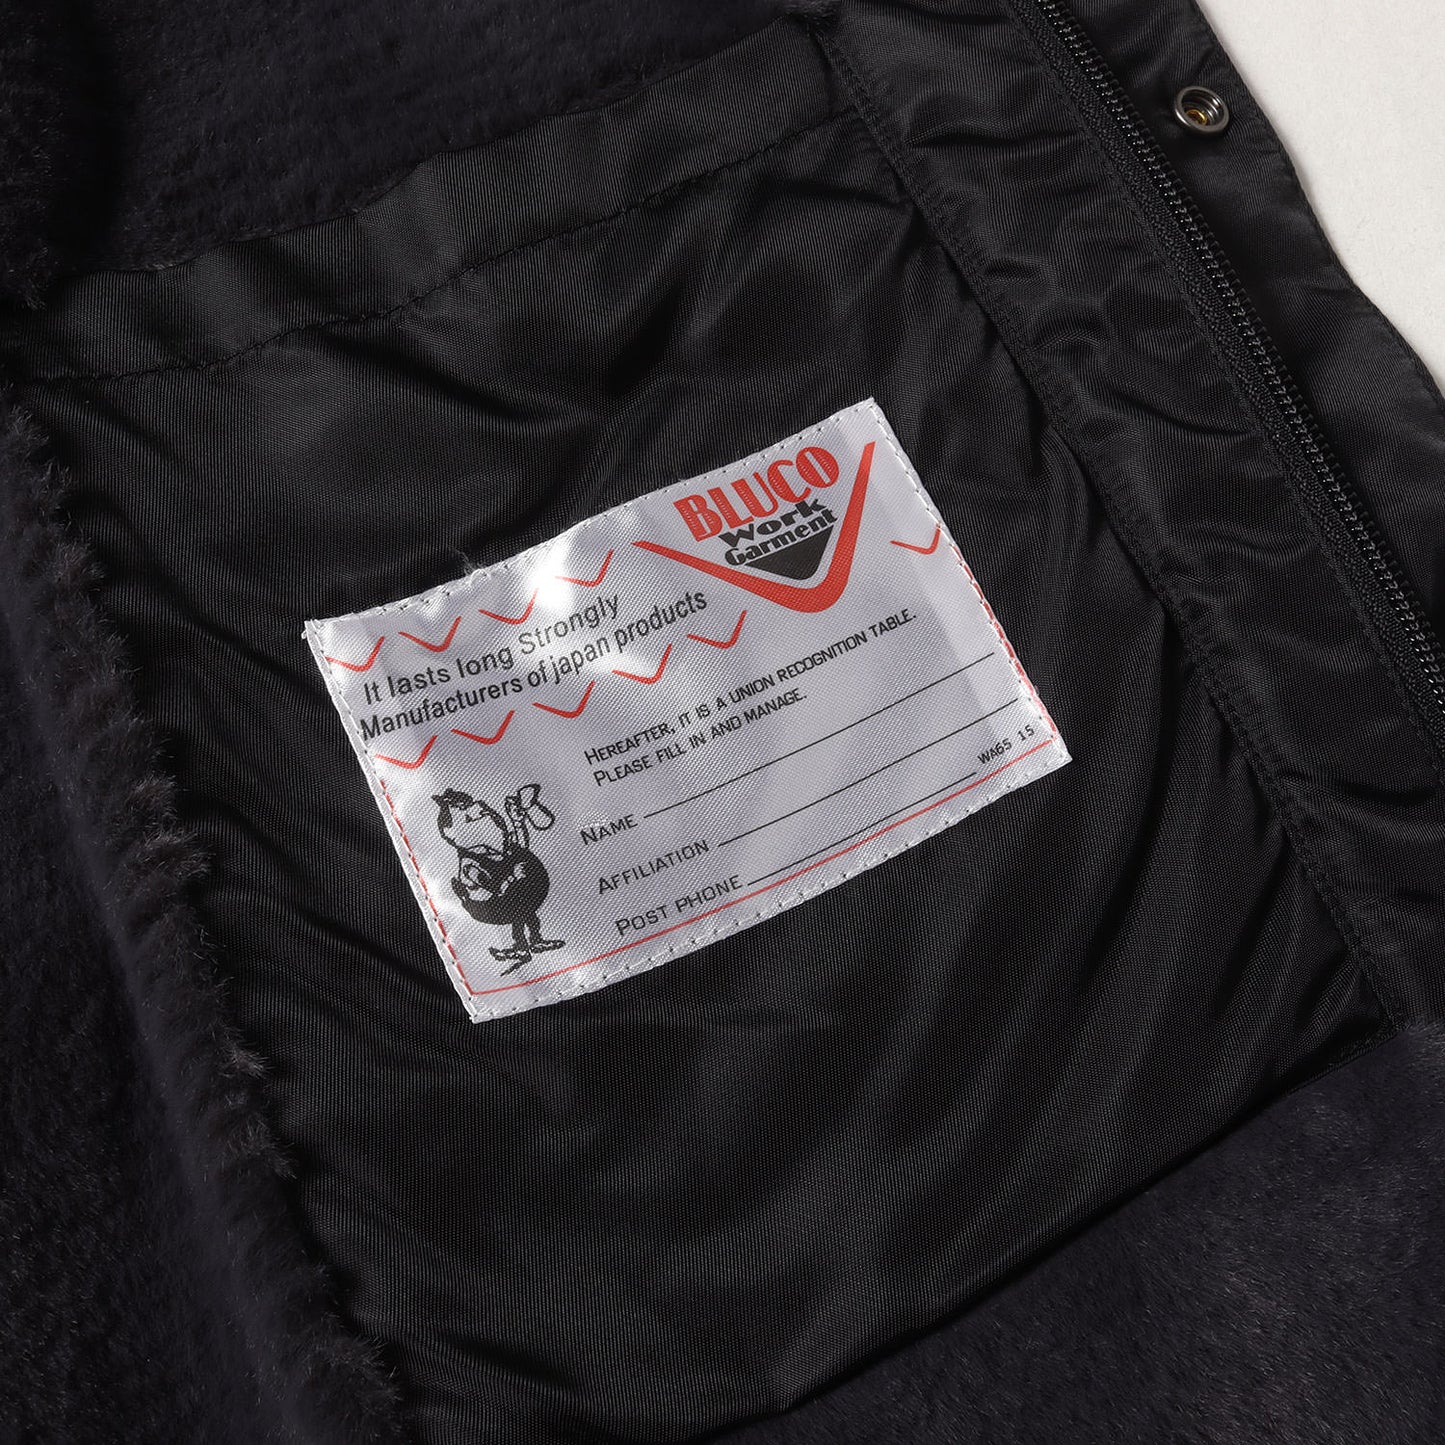 BLUCO
Work
Garment
It lasts long Strongly
Manufacturers of japan products
HEREAFTER, IT IS A UNION RECOGNITION TABLE.
PLEASE FILL IN AND MANAGE.
NAME
AFFILIATION
POST PHONE
WA65 15